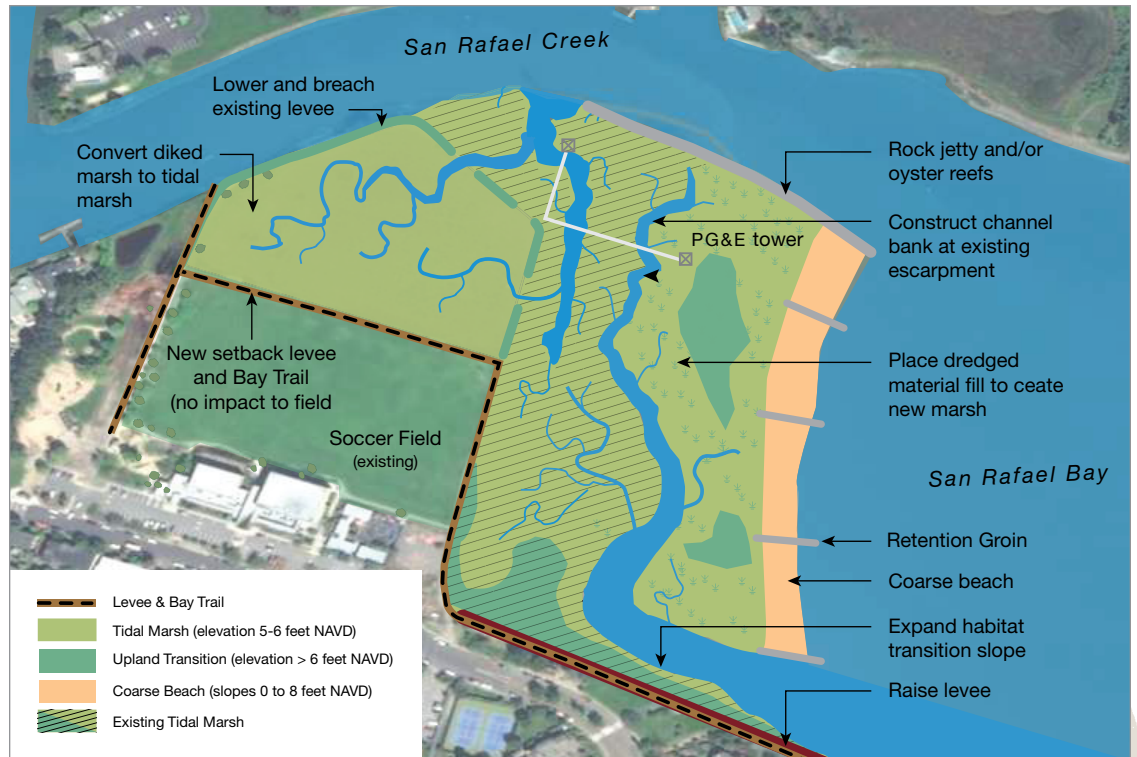 San Rafael Creek
Lower and breach
existing levee
Convert diked
marsh to tidal
marsh
Rock jetty and/or
oyster reefs
Construct channel
bank at existing
escarpment
PG&E tower
New setback levee
and Bay Trail
(no impact to field
Place dredged
material fill to ceate
new marsh
Soccer Field
(existing)
San Rafael Bay
Retention Groin
Coarse beach
Expand habitat
transition slope
Raise levee
Levee & Bay Trail
Tidal Marsh (elevation 5-6 feet NAVD)
Upland Transition (elevation > 6 feet NAVD)
Coarse Beach (slopes 0 to 8 feet NAVD)
Existing Tidal Marsh